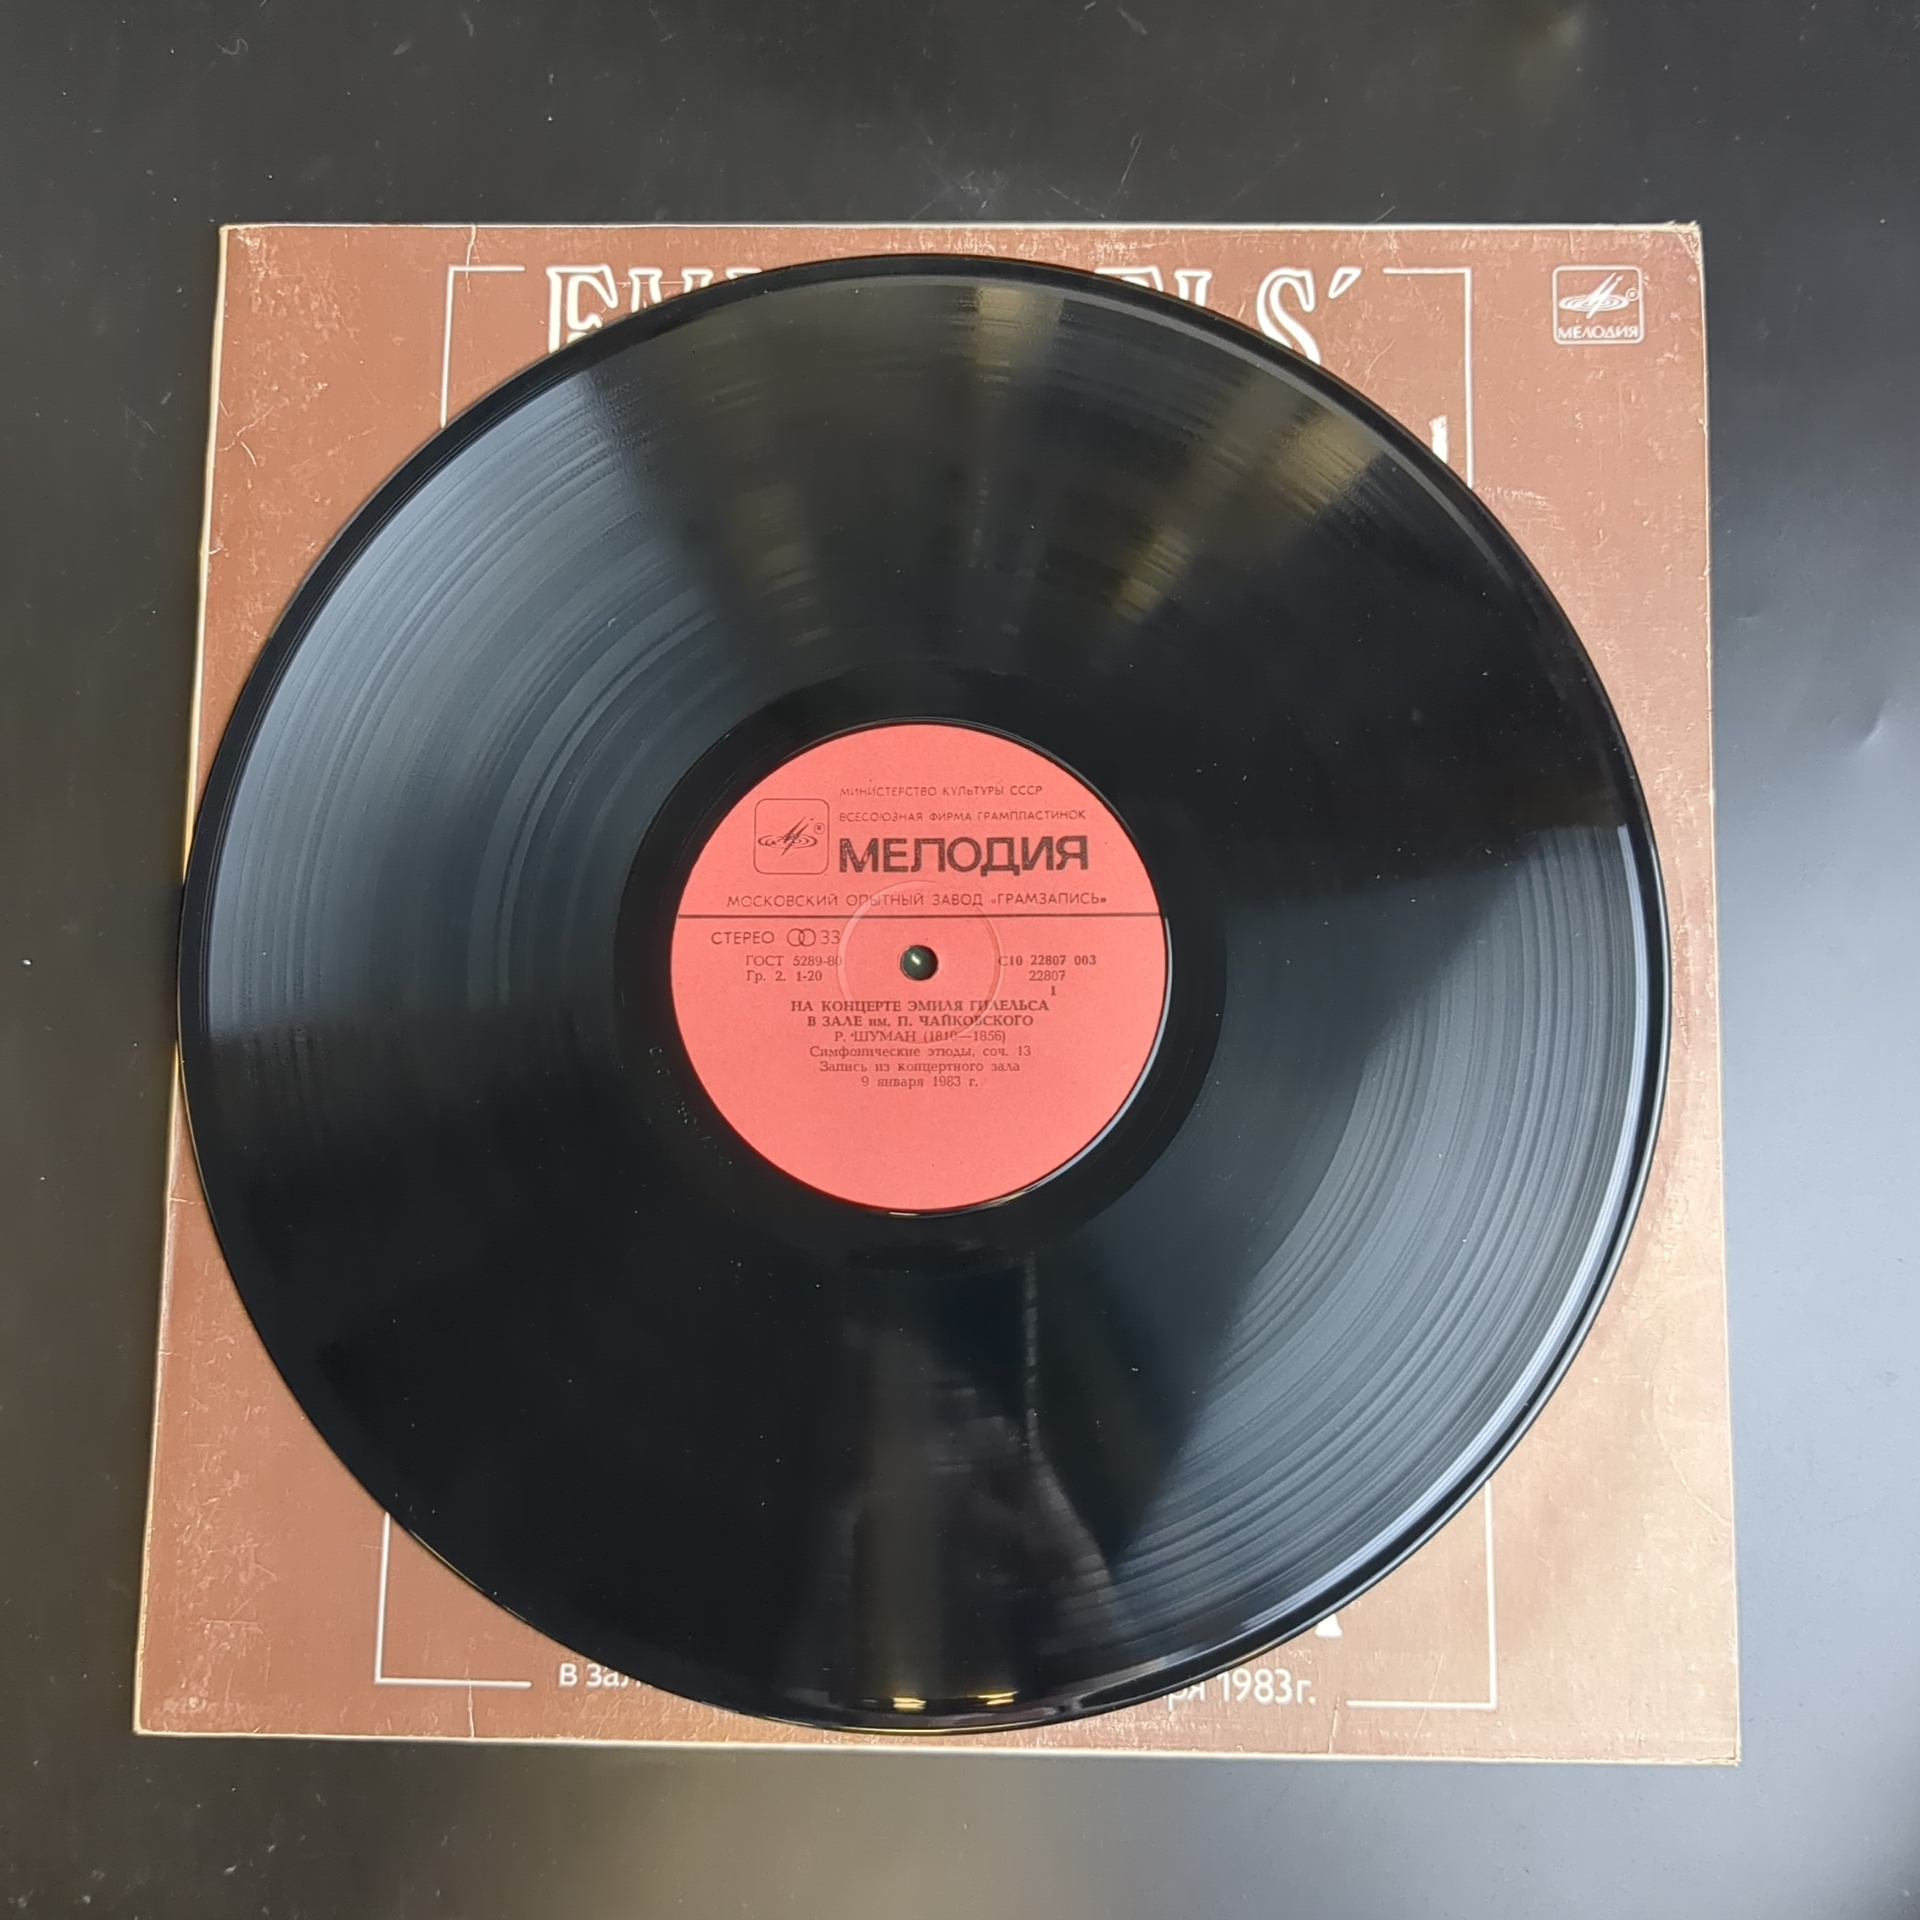 МЕЛОДИЯ
МИНИСТЕРСТВО КУЛЬТУРЫ СССР
ВСЕСОЮЗНАЯ ФИРМА ГРАМПЛАСТИНОК
МЕЛОДИЯ
МОСКОВСКИЙ ОПЫТНЫЙ ЗАВОД «ГРАМЗАПИСЬ»
СТЕРЕО 33
ГОСТ 5289-80 С10 22807 003
Гр. 2. 1-20 22807
1
НА КОНЦЕРТЕ ЭМИЛЯ ГИЛЕЛЬСА
В ЗАЛЕ им. П. ЧАЙКОВСКОГО
Р. ШУМАН (1810—1856)
Симфонические этюды, соч. 13
Запись из концертного зала
9 января 1983 г.
В 1983г.